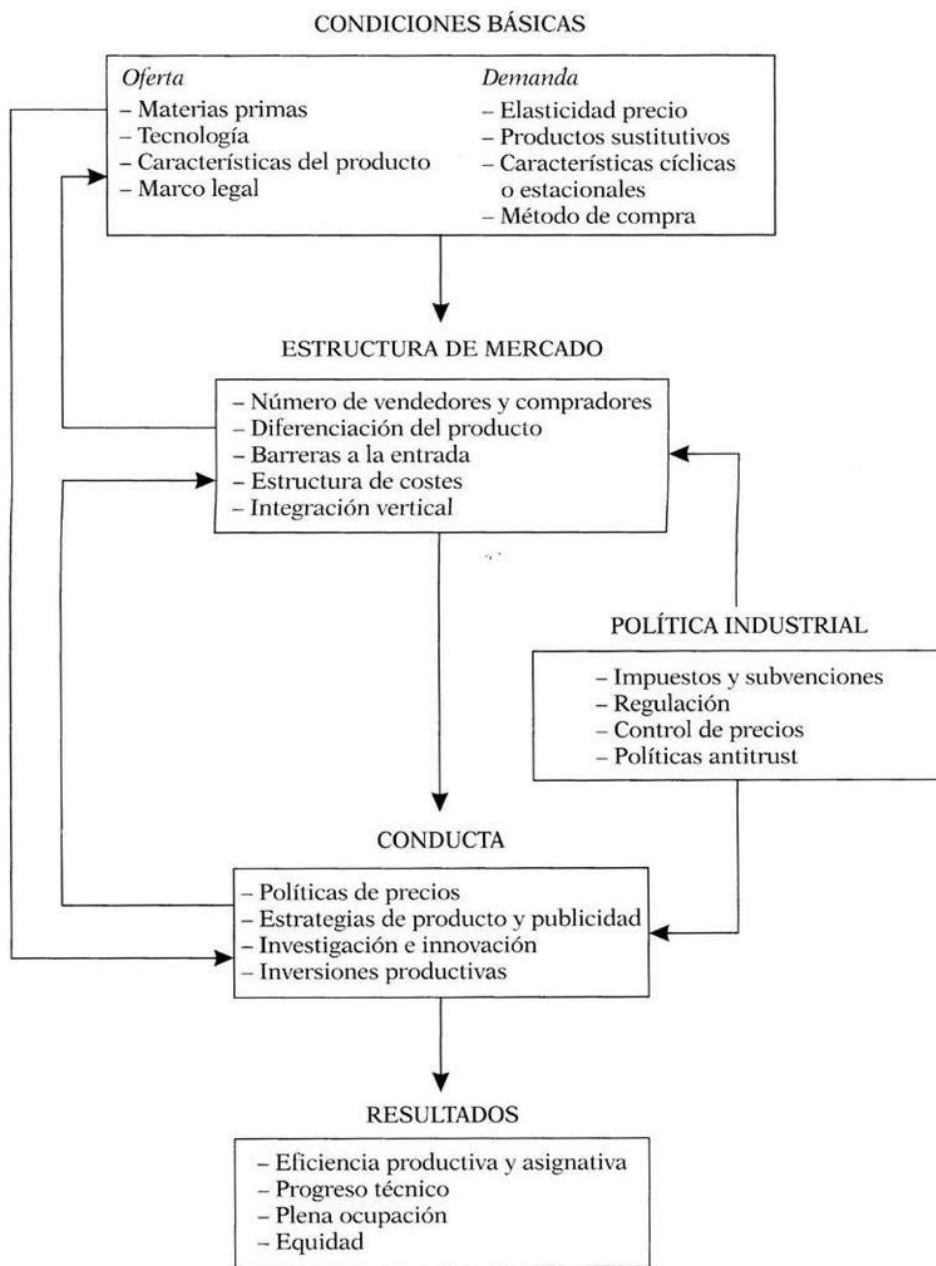 CONDICIONES BÁSICAS
Oferta
– Materias primas
– Tecnología
– Características del producto
– Marco legal
Demanda
– Elasticidad precio
– Productos sustitutivos
– Características cíclicas
o estacionales
– Método de compra
ESTRUCTURA DE MERCADO
– Número de vendedores y compradores
– Diferenciación del producto
– Barreras a la entrada
– Estructura de costes
– Integración vertical
POLÍTICA INDUSTRIAL
– Impuestos y subvenciones
– Regulación
– Control de precios
– Políticas antitrust
CONDUCTA
– Políticas de precios
– Estrategias de producto y publicidad
– Investigación e innovación
– Inversiones productivas
RESULTADOS
– Eficiencia productiva y asignativa
– Progreso técnico
– Plena ocupación
– Equidad